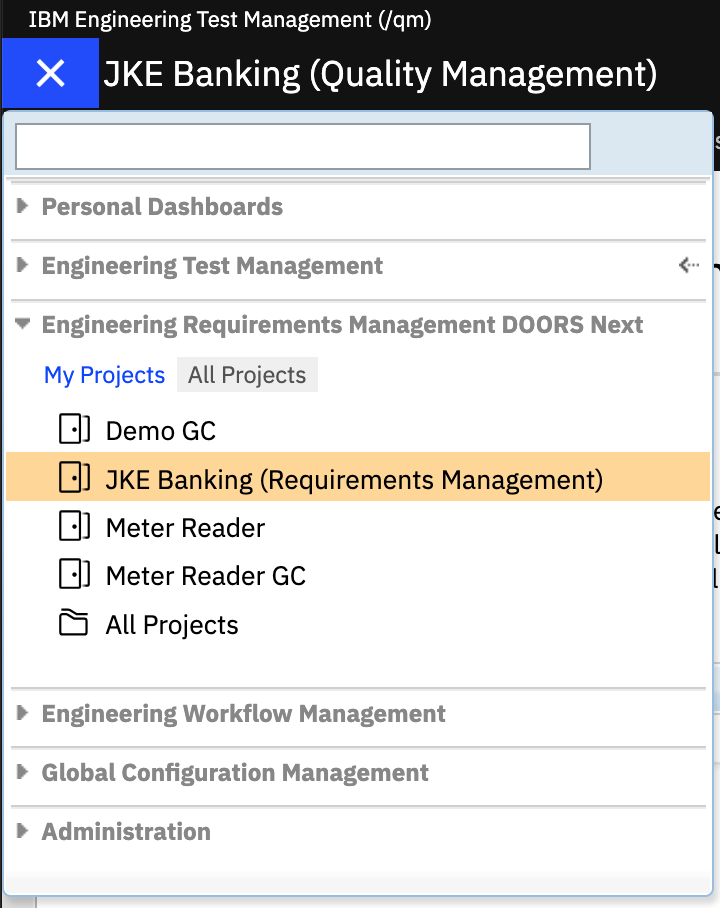 IBM Engineering Test Management (/qm)
JKE Banking (Quality Management)
Personal Dashboards
Engineering Test Management
Engineering Requirements Management DOORS Next
My Projects All Projects
Demo GC
JKE Banking (Requirements Management)
Meter Reader
Meter Reader GC
All Projects
Engineering Workflow Management
Global Configuration Management
Administration